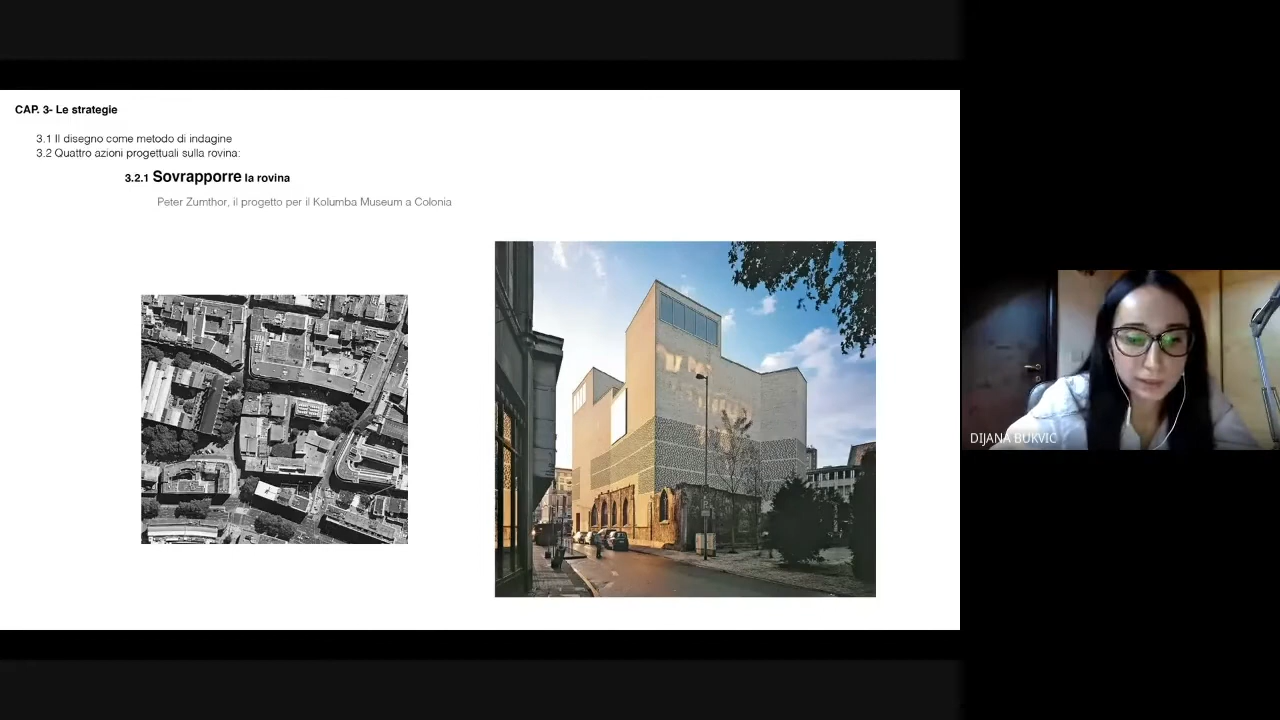 CAP. 3- Le strategie
3.1 Il disegno come metodo di indagine
3.2 Quattro azioni progettuali sulla rovina:
3.2.1 Sovrapporre la rovina
Peter Zumthor, il progetto per il Kolumba Museum a Colonia
DIJANA BUKVIC